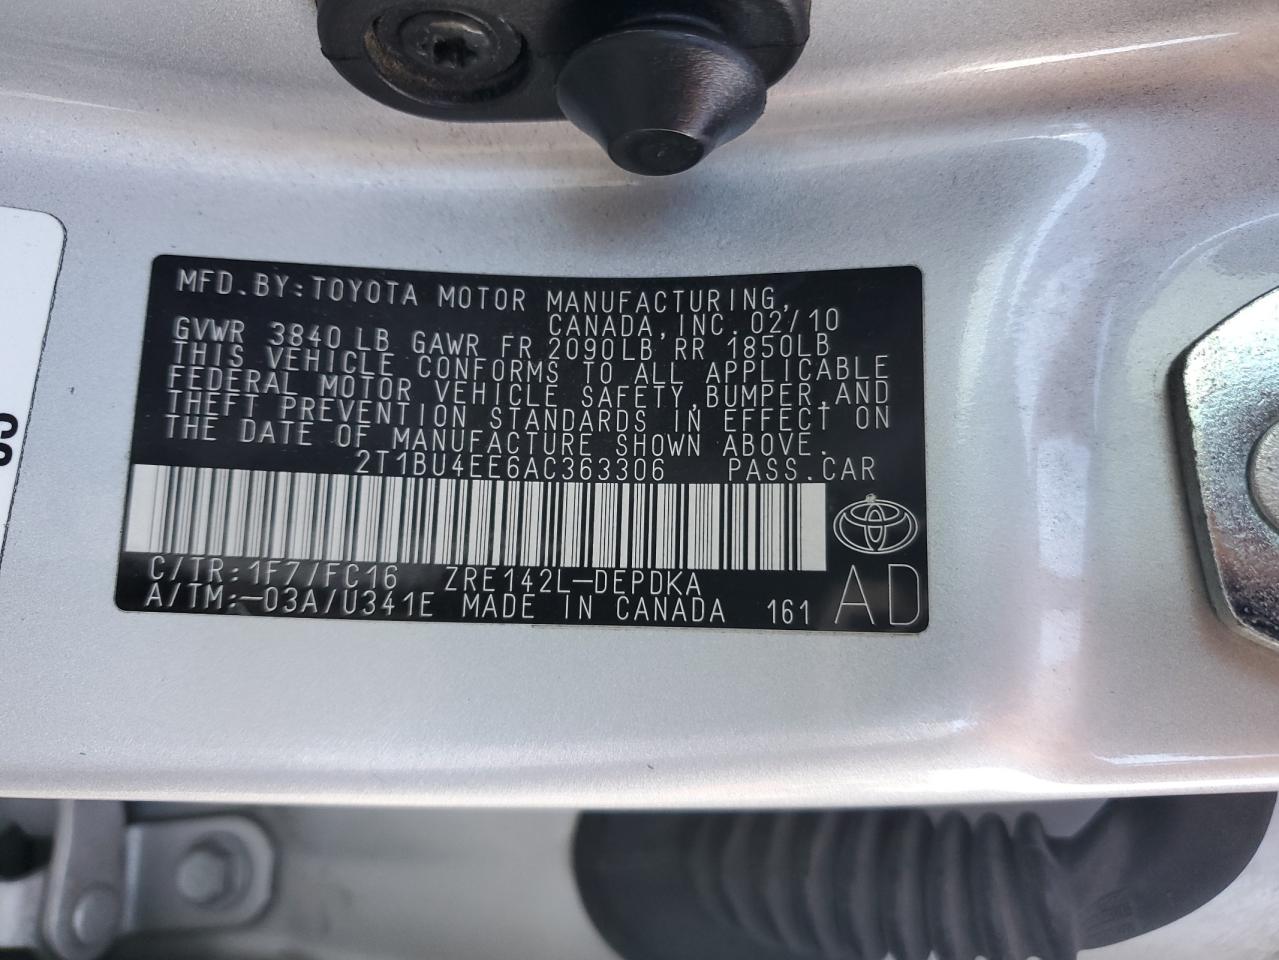 MFD.BY:TOYOTA MOTOR MANUFACTURING,
CANADA,INC.02/10
GVWR 3840LB GAWR FR 2090LB RR 1850LB
THIS VEHICLE CONFORMS TO ALL APPLICABLE
FEDERAL MOTOR VEHICLE SAFETY,BUMPER,AND
THEFT PREVENTION STANDARDS IN EFFECT ON
THE DATE OF MANUFACTURE SHOWN ABOVE.
2T1BU4EE6AC363306 PASS.CAR
C/TR:1F7/FC16 ZRE142L-DEPDKA
A/TM:-03A/U341E MADE IN CANADA 161 AD